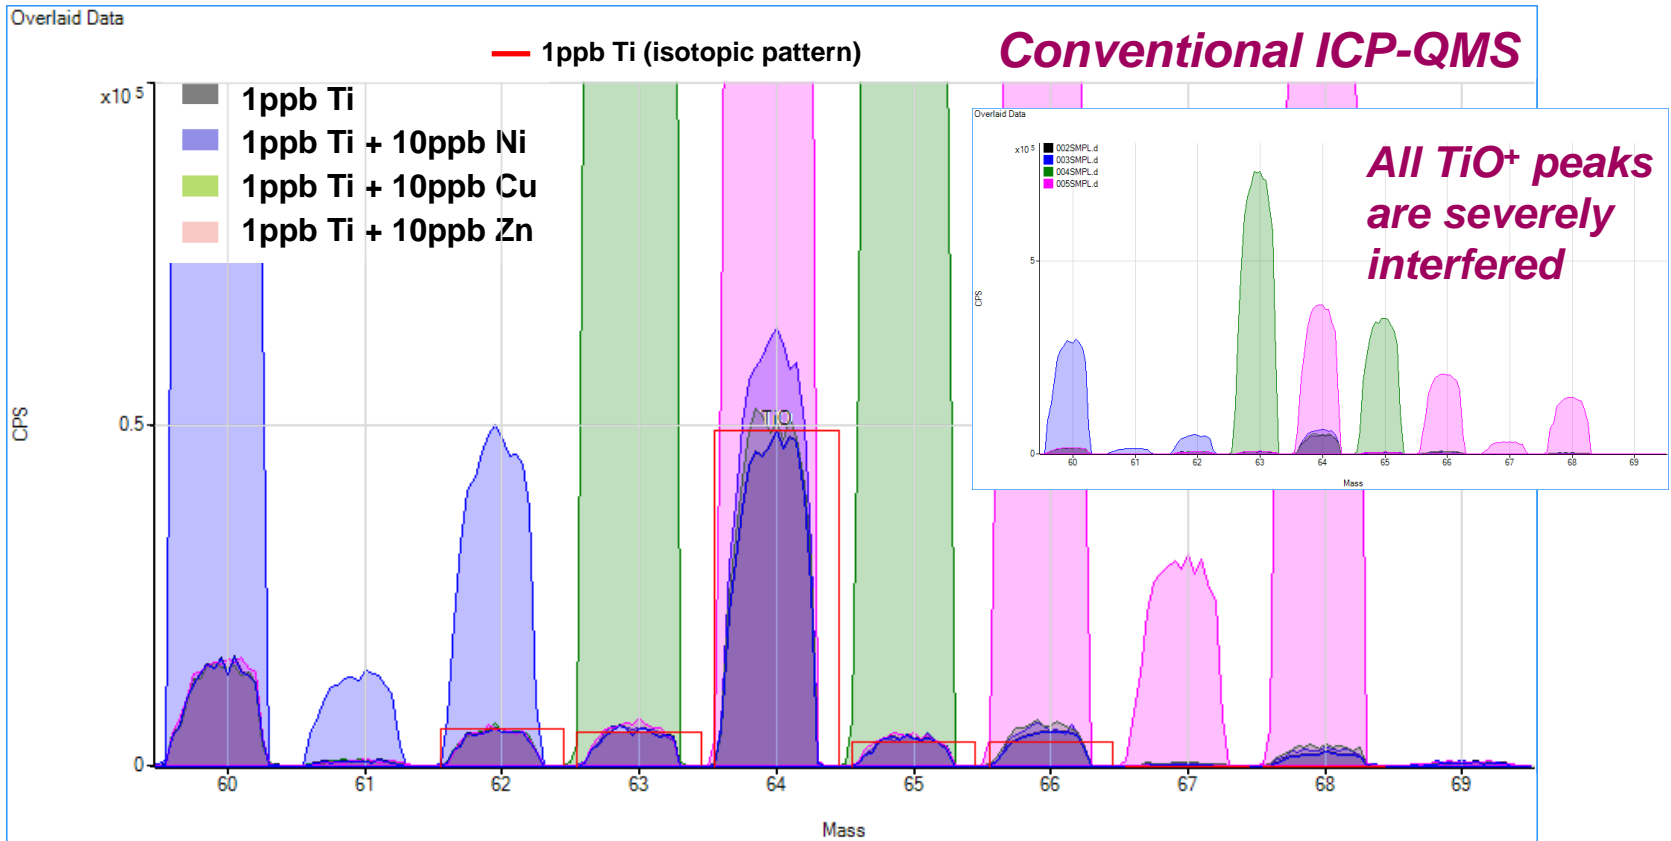 Overlaid Data
1ppb Ti (isotopic pattern)
Conventional ICP-QMS
x10 5
1ppb Ti
1ppb Ti + 10ppb Ni
1ppb Ti + 10ppb Cu
1ppb Ti + 10ppb Zn
Overlaid Data
x10 5
002SMPL.d
003SMPL.d
004SMPL.d
005SMPL.d
All TiO+ peaks
are severely
interfered
5
CPS
0
60 61 62 63 64 65 66 67 68 69
Mass
TiO
0.5
CPS
0
60 61 62 63 64 65 66 67 68 69
Mass